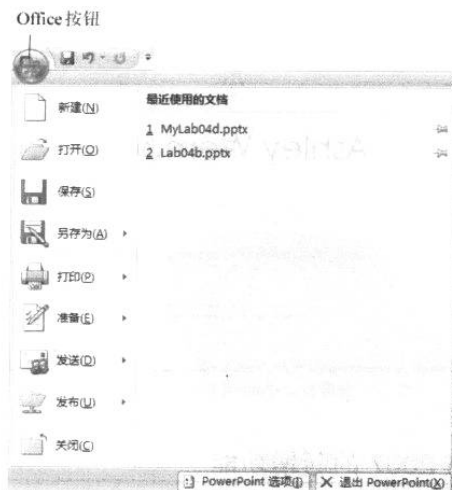 Office按钮
新建(N) 最近使用的文档
1 MyLab04d.pptx
打开(O) 2 Lab04b.pptx
保存(S)
另存为(A)
打印(P)
准备(E)
发送(D)
发布(U)
关闭(C)
PowerPoint 选项(I) 退出 PowerPoint(X)